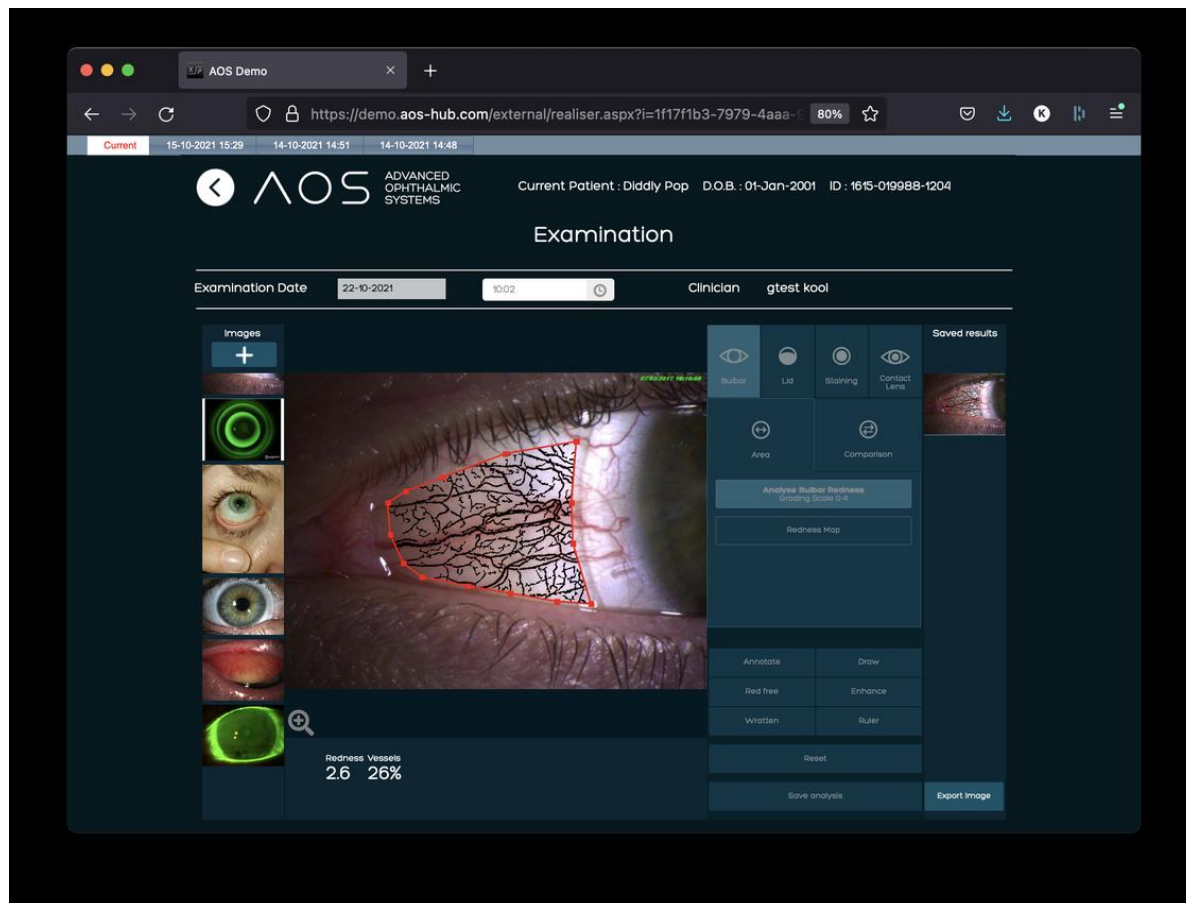 AOS Demo
https://demo.aos-hub.com/external/realiser.aspx?i=1f17f1b3-7979-4aaa- 80%
K
Current 15-10-2021 15:29 14-10-2021 14:51 14-10-2021 14:48
AOS ADVANCED
OPHTHALMIC
SYSTEMS
Current Patient : Diddly Pop D.O.B. : 01-Jan-2001 ID : 1615-019988-1204
Examination
Examination Date 22-10-2021 10:02 Clinician gtest kool
Images
Bulbar Lid Staining Contact
Lens
Area Comparison
Analyse Bulbar Redness
Grading Scale 0-4
Redness Map
Annotate Draw
Red free Enhance
Wratten Ruler
Reset
Save analysis
Redness Vessels
2.6 26%
Saved results
Export Image